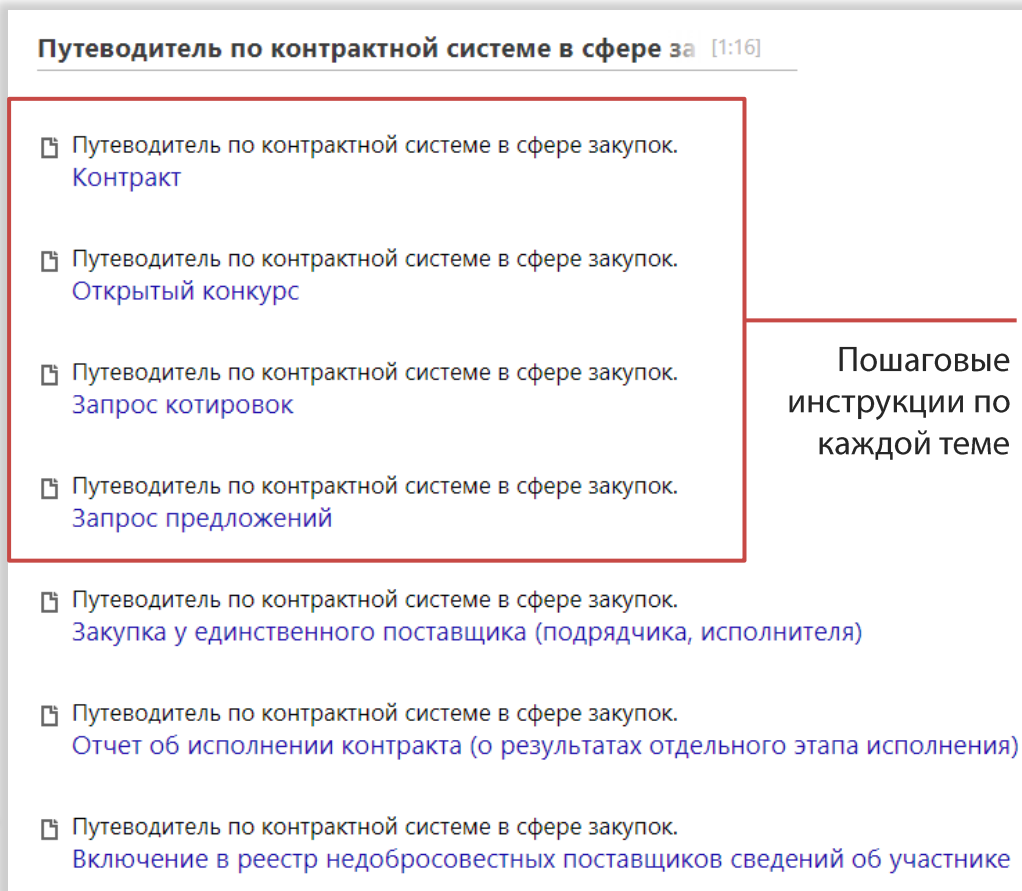 Путеводитель по контрактной системе в сфере за [1:16]
Путеводитель по контрактной системе в сфере закупок.
Контракт
Путеводитель по контрактной системе в сфере закупок.
Открытый конкурс
Путеводитель по контрактной системе в сфере закупок.
Запрос котировок
Путеводитель по контрактной системе в сфере закупок.
Запрос предложений
Пошаговые
инструкции по
каждой теме
Путеводитель по контрактной системе в сфере закупок.
Закупка у единственного поставщика (подрядчика, исполнителя)
Путеводитель по контрактной системе в сфере закупок.
Отчет об исполнении контракта (о результатах отдельного этапа исполнения)
Путеводитель по контрактной системе в сфере закупок.
Включение в реестр недобросовестных поставщиков сведений об участнике